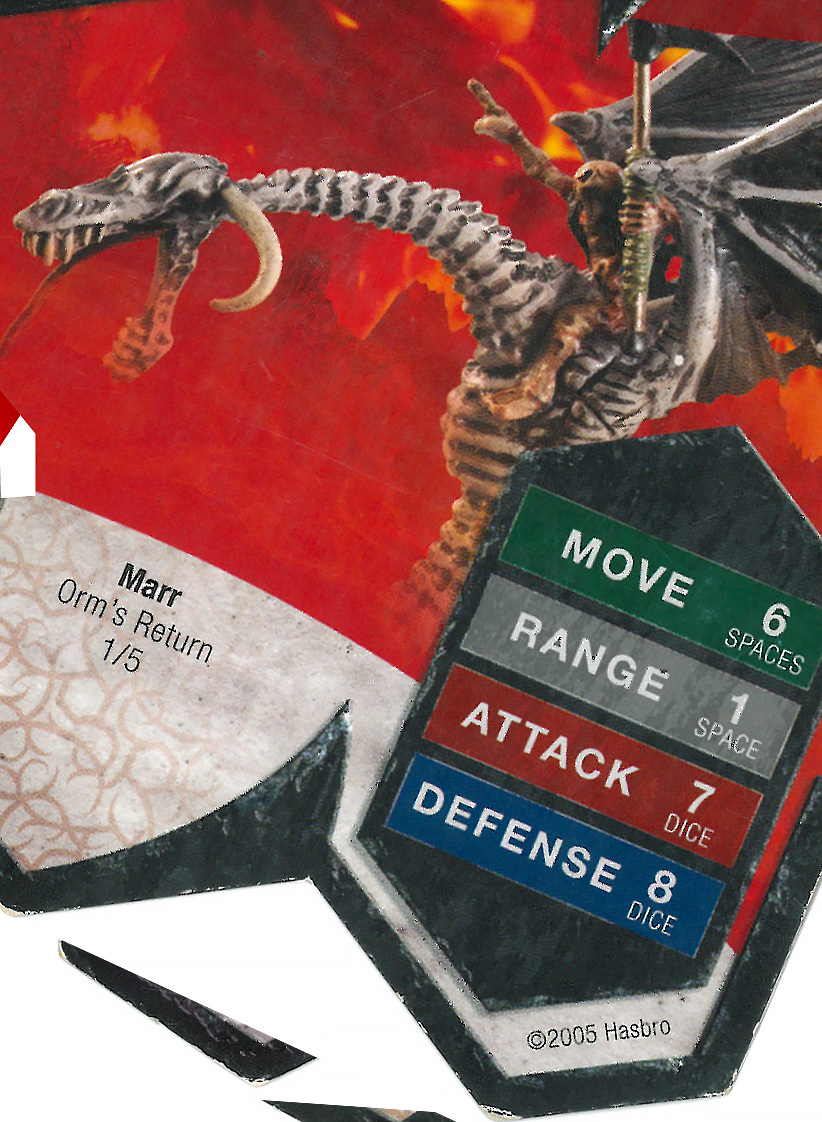 Marr
Orm's Return
1/5
MOVE 6
SPACES
RANGE 1
SPACE
ATTACK 7
DICE
DEFENSE 8
DICE
©2005 Hasbro